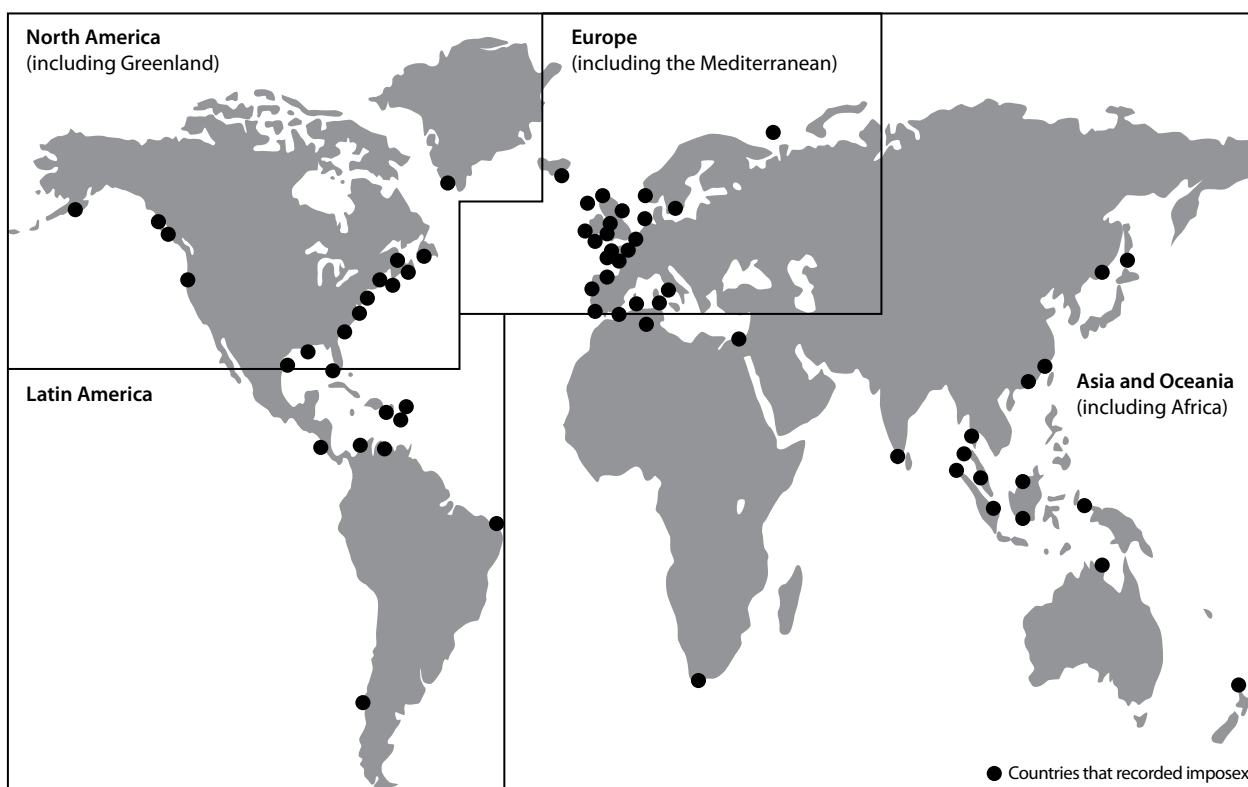 North America
(including Greenland)
Europe
(including the Mediterranean)
Latin America
Asia and Oceania
(including Africa)
Countries that recorded imposex